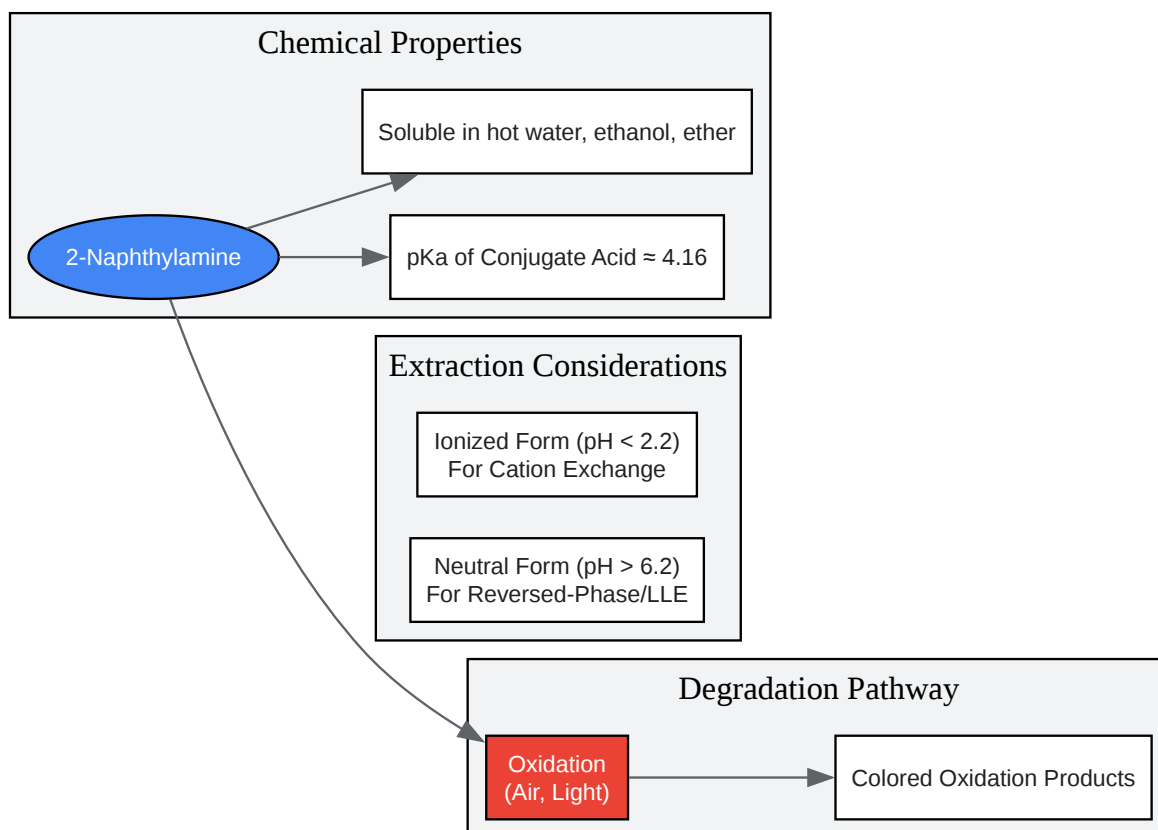 Chemical Properties
Soluble in hot water, ethanol, ether
2-Naphthylamine
pKa of Conjugate Acid ≈ 4.16
Extraction Considerations
Ionized Form (pH < 2.2)
For Cation Exchange
Neutral Form (pH > 6.2)
For Reversed-Phase/LLE
Degradation Pathway
Oxidation
(Air, Light)
Colored Oxidation Products